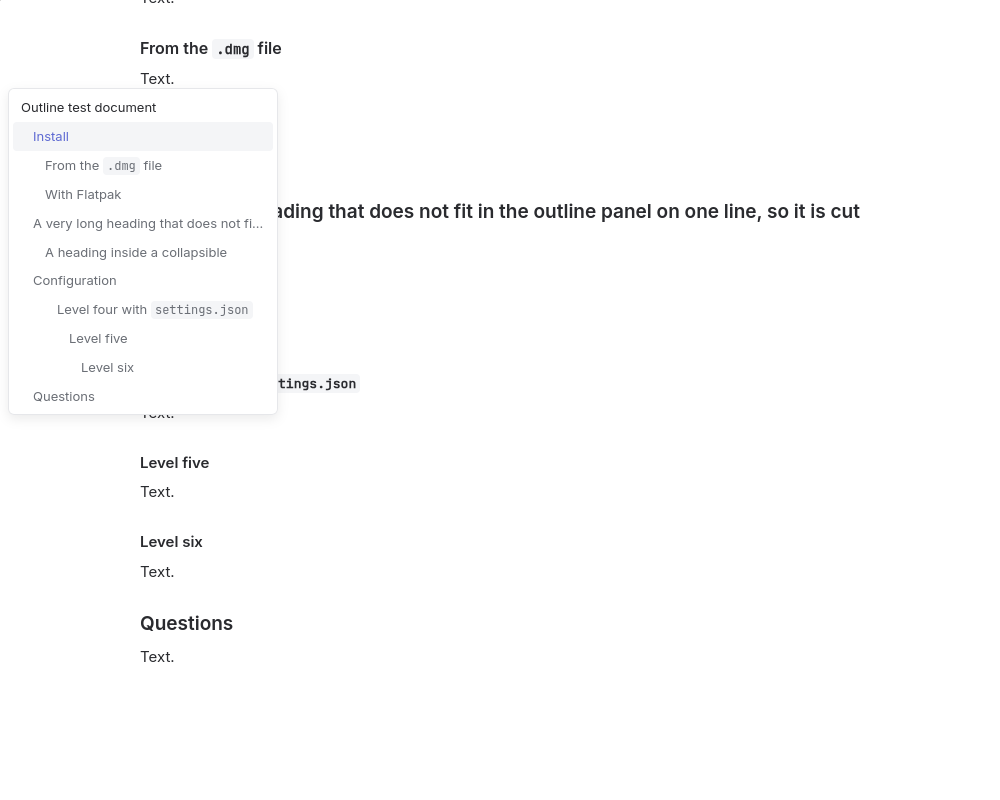 Text.
From the .dmg file
Text.
Outline test document
Install
From the .dmg file
With Flatpak
A very long heading that does not fi...
A heading inside a collapsible
Configuration
Level four with settings.json
Level five
Level six
Questions
ading that does not fit in the outline panel on one line, so it is cut
tings.json
Text.
Level five
Text.
Level six
Text.
Questions
Text.